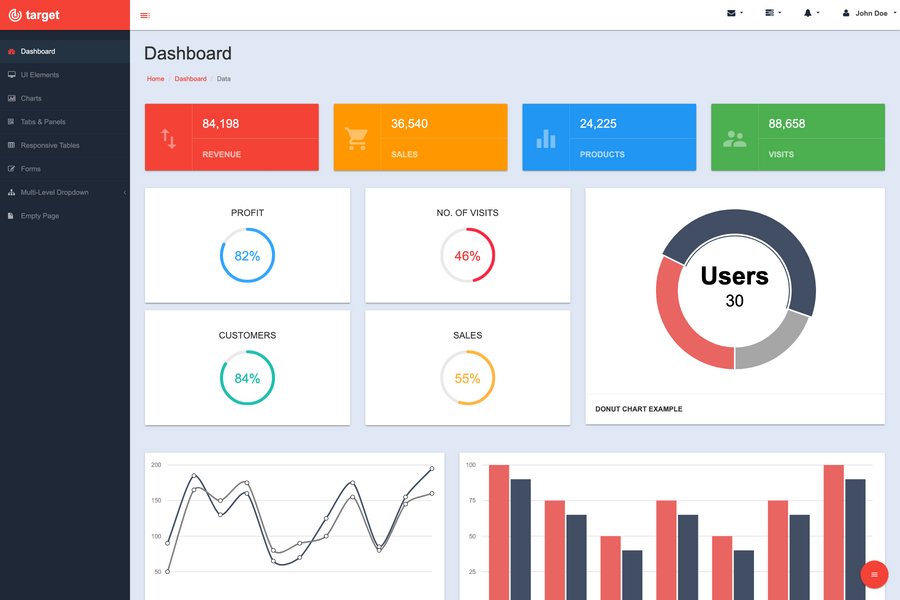 target
John Doe
Dashboard
UI Elements
Charts
Tabs & Panels
Responsive Tables
Forms
Multi-Level Dropdown
Empty Page
Dashboard
Home / Dashboard / Data
84,198
REVENUE
36,540
SALES
24,225
PRODUCTS
88,658
VISITS
PROFIT
82%
NO. OF VISITS
46%
CUSTOMERS
84%
SALES
55%
Users
30
DONUT CHART EXAMPLE
200
150
100
50
100
75
50
25